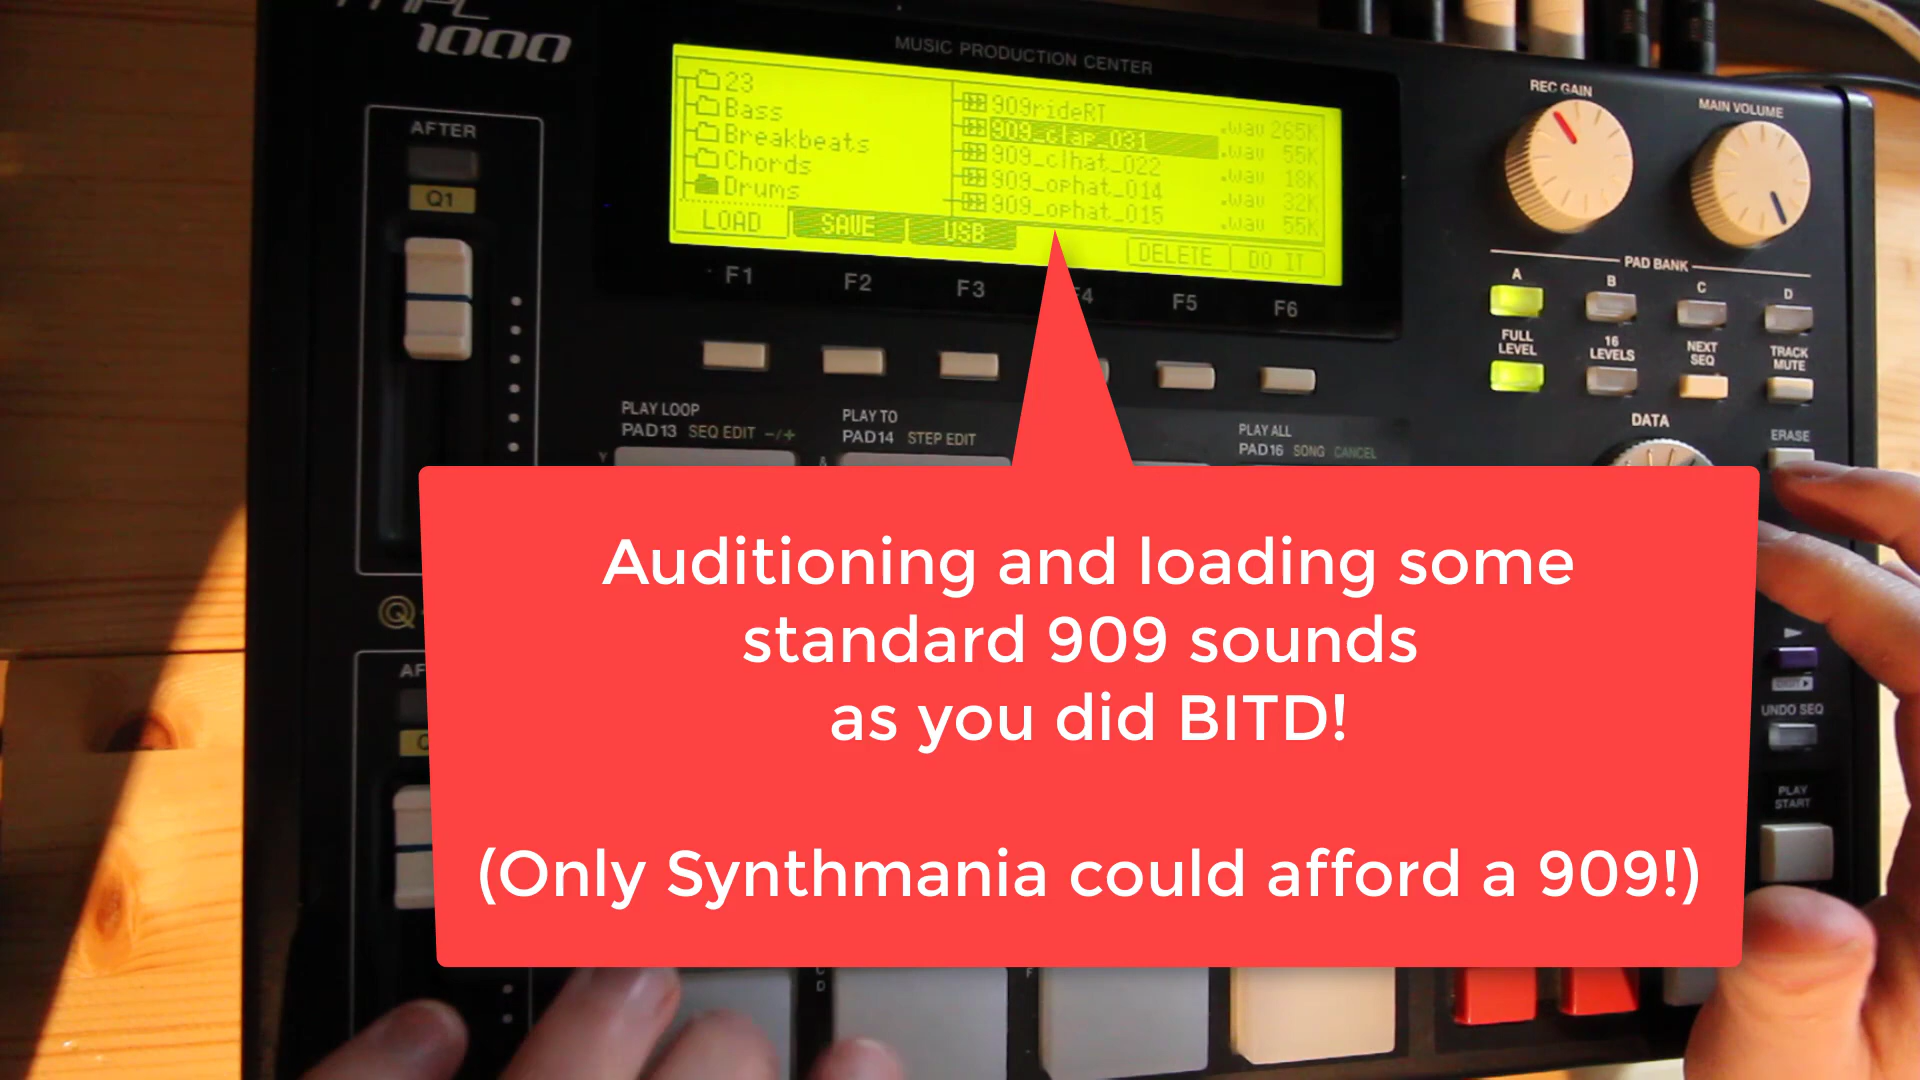 MPC
1000
MUSIC PRODUCTION CENTER
REC GAIN
MAIN VOLUME
23
Bass
Breakbeats
Chords
Drums
909rideRT .wav 265K
909_clap_031 .wav 55K
909_clhat_022 .wav 18K
909_ophat_014 .wav 32K
909_ophat_015 .wav 55K
LOAD SAVE USB DELETE DO IT
F1 F2 F3 F4 F5 F6
AFTER
Q1
PAD BANK
A B C D
FULL LEVEL
16 LEVELS
NEXT SEQ
TRACK MUTE
DATA
ERASE
PLAY LOOP
PAD13 SEQ EDIT -/+
PLAY TO
PAD14 STEP EDIT
PLAY ALL
PAD16 SONG CANCEL
Auditioning and loading some
standard 909 sounds
as you did BITD!
(Only Synthmania could afford a 909!)
UNDO SEQ
PLAY
START